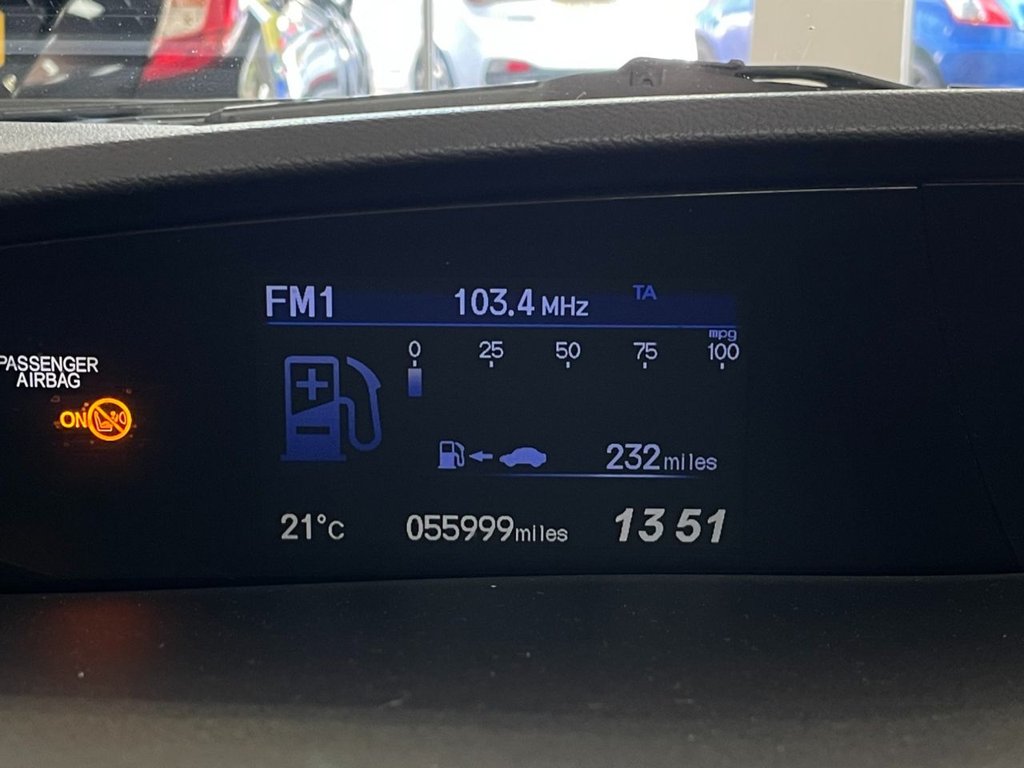 FM1 103.4 MHz TA
mpg
0 25 50 75 100
PASSENGER
AIRBAG
ON
232 miles
21°C 055999 miles 13 51